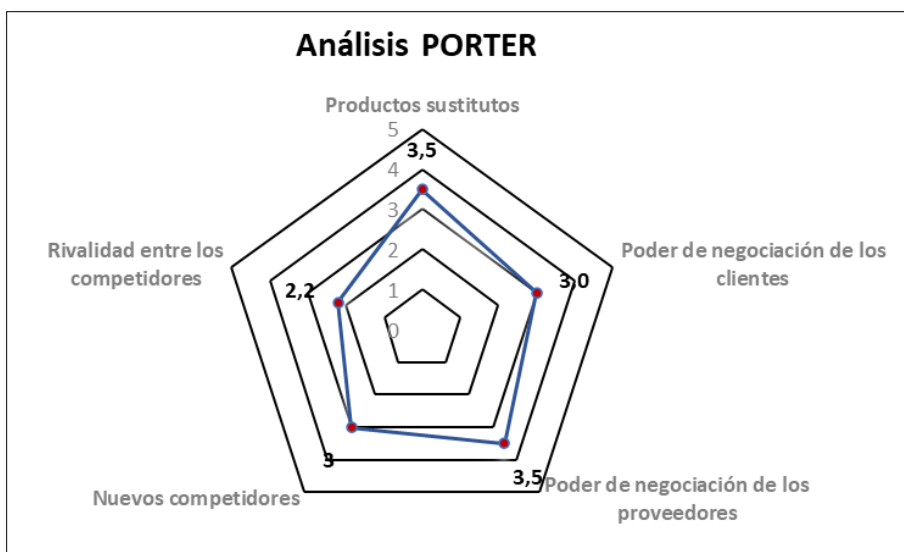 Análisis PORTER
Productos sustitutos
5
3,5
4
3
2
1
0
Rivalidad entre los
competidores
2,2
Poder de negociación de los
clientes
3,0
3
3,5
Nuevos competidores
Poder de negociación de los
proveedores